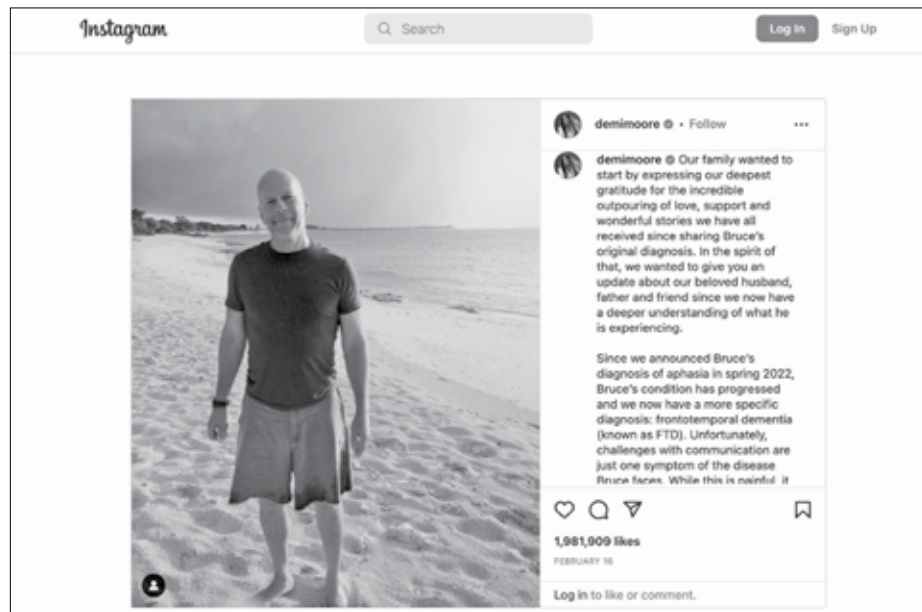 Instagram
Search
Log In
Sign Up
demimoore • Follow
demimoore Our family wanted to
start by expressing our deepest
gratitude for the incredible
outpouring of love, support and
wonderful stories we have all
received since sharing Bruce's
original diagnosis. In the spirit of
that, we wanted to give you an
update about our beloved husband,
father and friend since we now have
a deeper understanding of what he
is experiencing.
Since we announced Bruce's
diagnosis of aphasia in spring 2022,
Bruce's condition has progressed
and we now have a more specific
diagnosis: frontotemporal dementia
(known as FTD). Unfortunately,
challenges with communication are
just one symptom of the disease
Bruce faces. While this is painful, it
1,981,909 likes
FEBRUARY 16
Log in to like or comment.